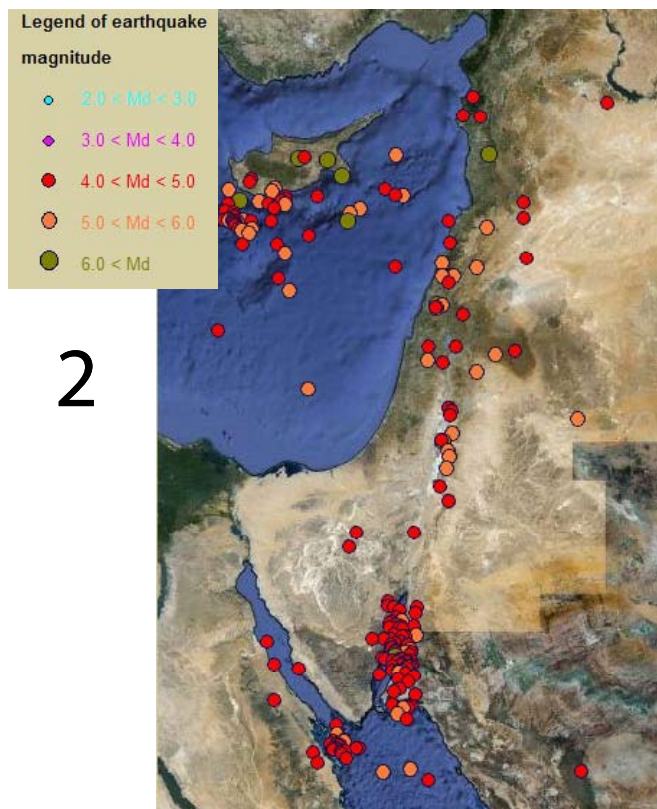 Legend of earthquake
magnitude
2.0 < Md < 3.0
3.0 < Md < 4.0
4.0 < Md < 5.0
5.0 < Md < 6.0
6.0 < Md
2